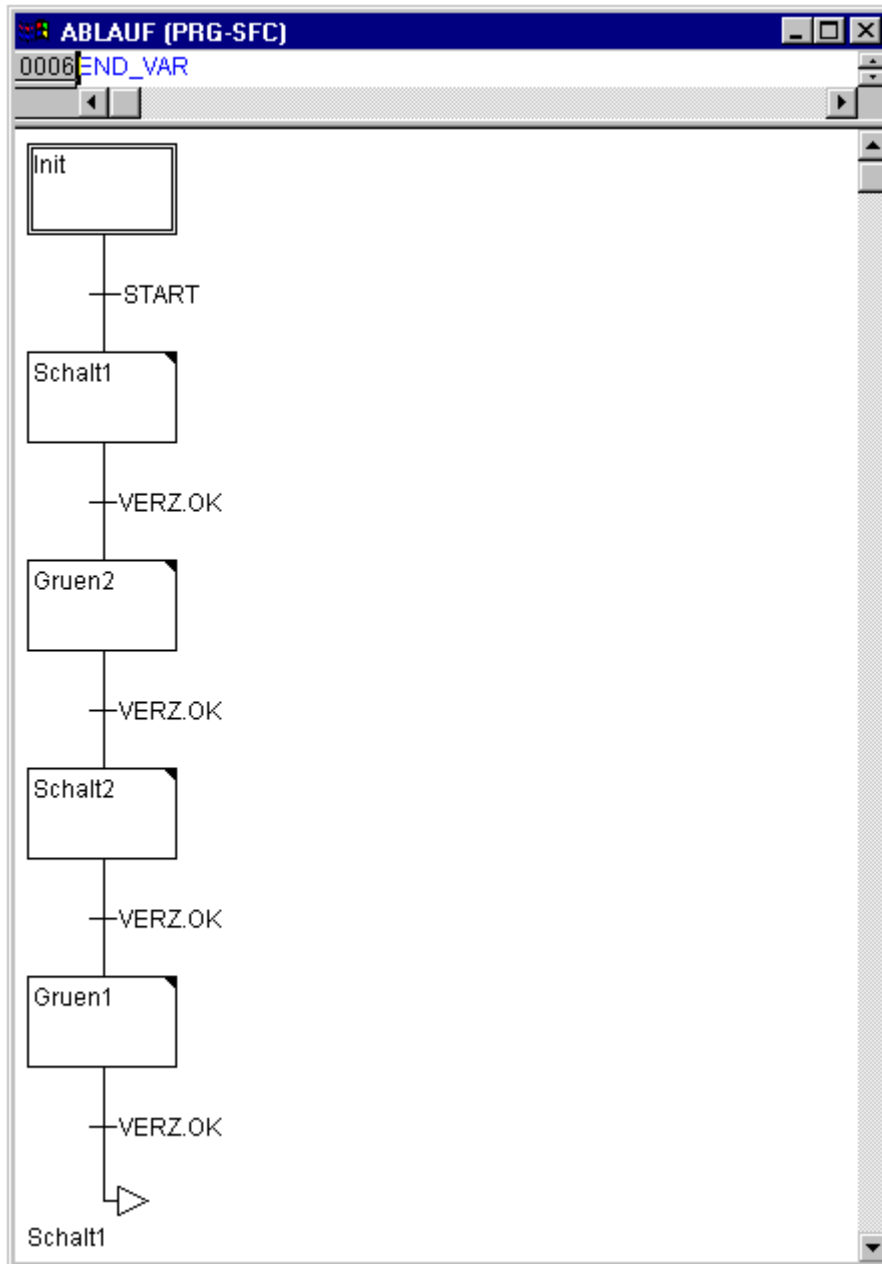 ABLAUF (PRG-SFC)
0006 END_VAR
Init
START
Schalt1
VERZ.OK
Gruen2
VERZ.OK
Schalt2
VERZ.OK
Gruen1
VERZ.OK
Schalt1